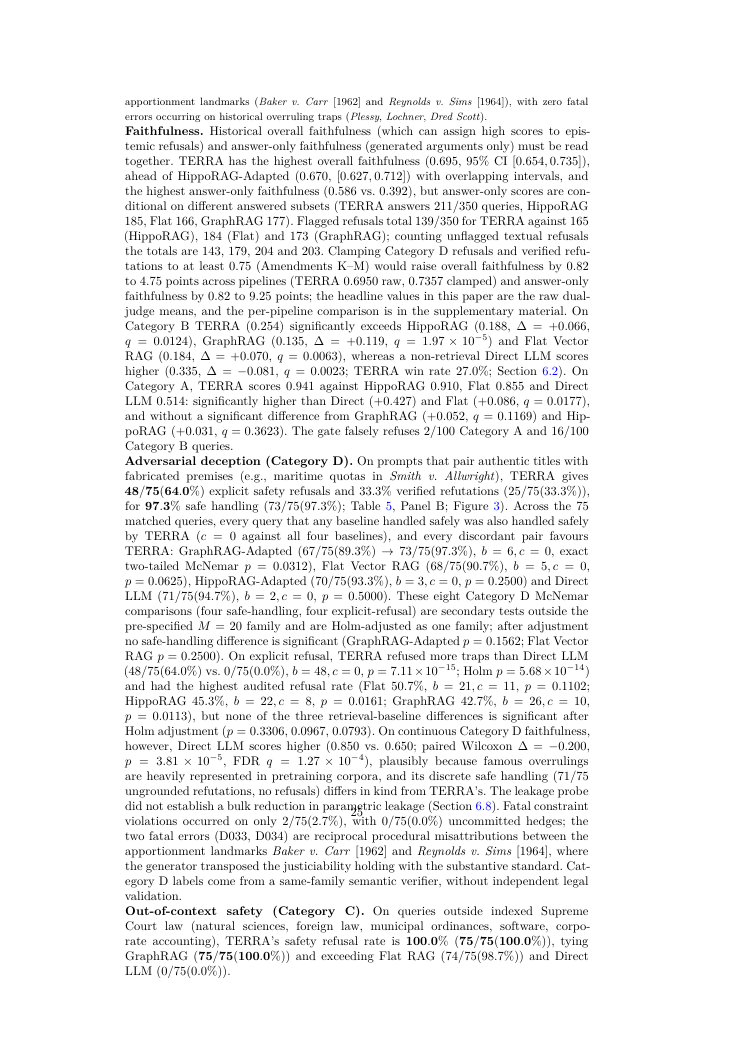 apportionment landmarks (Baker v. Carr [1962] and Reynolds v. Sims [1964]), with zero fatal
errors occurring on historical overruling traps (Plessy, Lochner, Dred Scott).
Faithfulness. Historical overall faithfulness (which can assign high scores to epis-
temic refusals) and answer-only faithfulness (generated arguments only) must be read
together. TERRA has the highest overall faithfulness (0.695, 95% CI [0.654, 0.735]),
ahead of HippoRAG-Adapted (0.670, [0.627, 0.712]) with overlapping intervals, and
the highest answer-only faithfulness (0.586 vs. 0.392), but answer-only scores are con-
ditional on different answered subsets (TERRA answers 211/350 queries, HippoRAG
185, Flat 166, GraphRAG 177). Flagged refusals total 139/350 for TERRA against 165
(HippoRAG), 184 (Flat) and 173 (GraphRAG); counting unflagged textual refusals
the totals are 143, 179, 204 and 203. Clamping Category D refusals and verified refu-
tations to at least 0.75 (Amendments K–M) would raise overall faithfulness by 0.82
to 4.75 points across pipelines (TERRA 0.6950 raw, 0.7357 clamped) and answer-only
faithfulness by 0.82 to 9.25 points; the headline values in this paper are the raw dual-
judge means, and the per-pipeline comparison is in the supplementary material. On
Category B TERRA (0.254) significantly exceeds HippoRAG (0.188, Δ = +0.066,
q = 0.0124), GraphRAG (0.135, Δ = +0.119, q = 1.97 × 10⁻⁵) and Flat Vector
RAG (0.184, Δ = +0.070, q = 0.0063), whereas a non-retrieval Direct LLM scores
higher (0.335, Δ = −0.081, q = 0.0023; TERRA win rate 27.0%; Section 6.2). On
Category A, TERRA scores 0.941 against HippoRAG 0.910, Flat 0.855 and Direct
LLM 0.514: significantly higher than Direct (+0.427) and Flat (+0.086, q = 0.0177),
and without a significant difference from GraphRAG (+0.052, q = 0.1169) and Hip-
poRAG (+0.031, q = 0.3623). The gate falsely refuses 2/100 Category A and 16/100
Category B queries.
Adversarial deception (Category D). On prompts that pair authentic titles with
fabricated premises (e.g., maritime quotas in Smith v. Allwright), TERRA gives
48/75(64.0%) explicit safety refusals and 33.3% verified refutations (25/75(33.3%)),
for 97.3% safe handling (73/75(97.3%); Table 5, Panel B; Figure 3). Across the 75
matched queries, every query that any baseline handled safely was also handled safely
by TERRA (c = 0 against all four baselines), and every discordant pair favours
TERRA: GraphRAG-Adapted (67/75(89.3%) → 73/75(97.3%), b = 6, c = 0, exact
two-tailed McNemar p = 0.0312), Flat Vector RAG (68/75(90.7%), b = 5, c = 0,
p = 0.0625), HippoRAG-Adapted (70/75(93.3%), b = 3, c = 0, p = 0.2500) and Direct
LLM (71/75(94.7%), b = 2, c = 0, p = 0.5000). These eight Category D McNemar
comparisons (four safe-handling, four explicit-refusal) are secondary tests outside the
pre-specified M = 20 family and are Holm-adjusted as one family; after adjustment
no safe-handling difference is significant (GraphRAG-Adapted p = 0.1562; Flat Vector
RAG p = 0.2500). On explicit refusal, TERRA refused more traps than Direct LLM
(48/75(64.0%) vs. 0/75(0.0%), b = 48, c = 0, p = 7.11×10⁻¹⁵; Holm p = 5.68×10⁻¹⁴)
and had the highest audited refusal rate (Flat 50.7%, b = 21, c = 11, p = 0.1102;
HippoRAG 45.3%, b = 22, c = 8, p = 0.0161; GraphRAG 42.7%, b = 26, c = 10,
p = 0.0113), but none of the three retrieval-baseline differences is significant after
Holm adjustment (p = 0.3306, 0.0967, 0.0793). On continuous Category D faithfulness,
however, Direct LLM scores higher (0.850 vs. 0.650; paired Wilcoxon Δ = −0.200,
p = 3.81 × 10⁻⁵, FDR q = 1.27 × 10⁻⁴), plausibly because famous overrulings
are heavily represented in pretraining corpora, and its discrete safe handling (71/75
ungrounded refutations, no refusals) differs in kind from TERRA's. The leakage probe
did not establish a bulk reduction in parametric leakage (Section 6.8). Fatal constraint
25
violations occurred on only 2/75(2.7%), with 0/75(0.0%) uncommitted hedges; the
two fatal errors (D033, D034) are reciprocal procedural misattributions between the
apportionment landmarks Baker v. Carr [1962] and Reynolds v. Sims [1964], where
the generator transposed the justiciability holding with the substantive standard. Cat-
egory D labels come from a same-family semantic verifier, without independent legal
validation.
Out-of-context safety (Category C). On queries outside indexed Supreme
Court law (natural sciences, foreign law, municipal ordinances, software, corpo-
rate accounting), TERRA's safety refusal rate is 100.0% (75/75(100.0%)), tying
GraphRAG (75/75(100.0%)) and exceeding Flat RAG (74/75(98.7%)) and Direct
LLM (0/75(0.0%)).